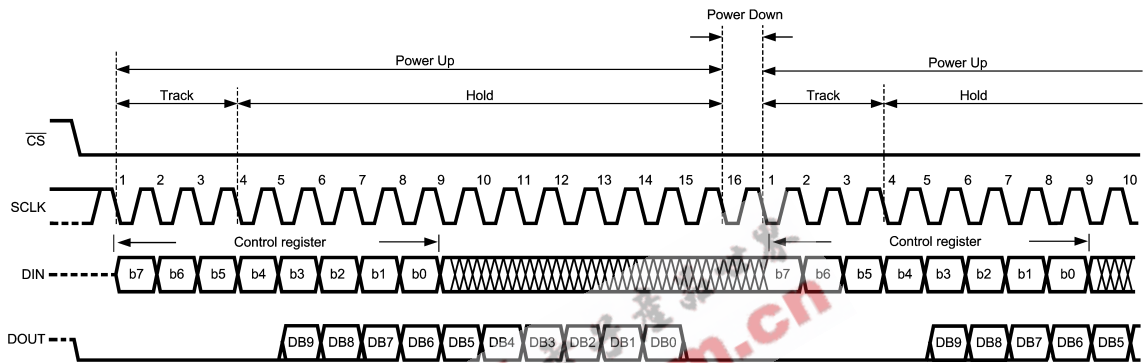 Power Down
Power Up
Power Up
Track
Hold
Track
Hold
CS
1 2 3 4 5 6 7 8 9 10 11 12 13 14 15 16 1 2 3 4 5 6 7 8 9 10
SCLK
Control register
Control register
DIN
b7 b6 b5 b4 b3 b2 b1 b0 b7 b6 b5 b4 b3 b2 b1 b0
DOUT
DB9 DB8 DB7 DB6 DB5 DB4 DB3 DB2 DB1 DB0 DB9 DB8 DB7 DB6 DB5